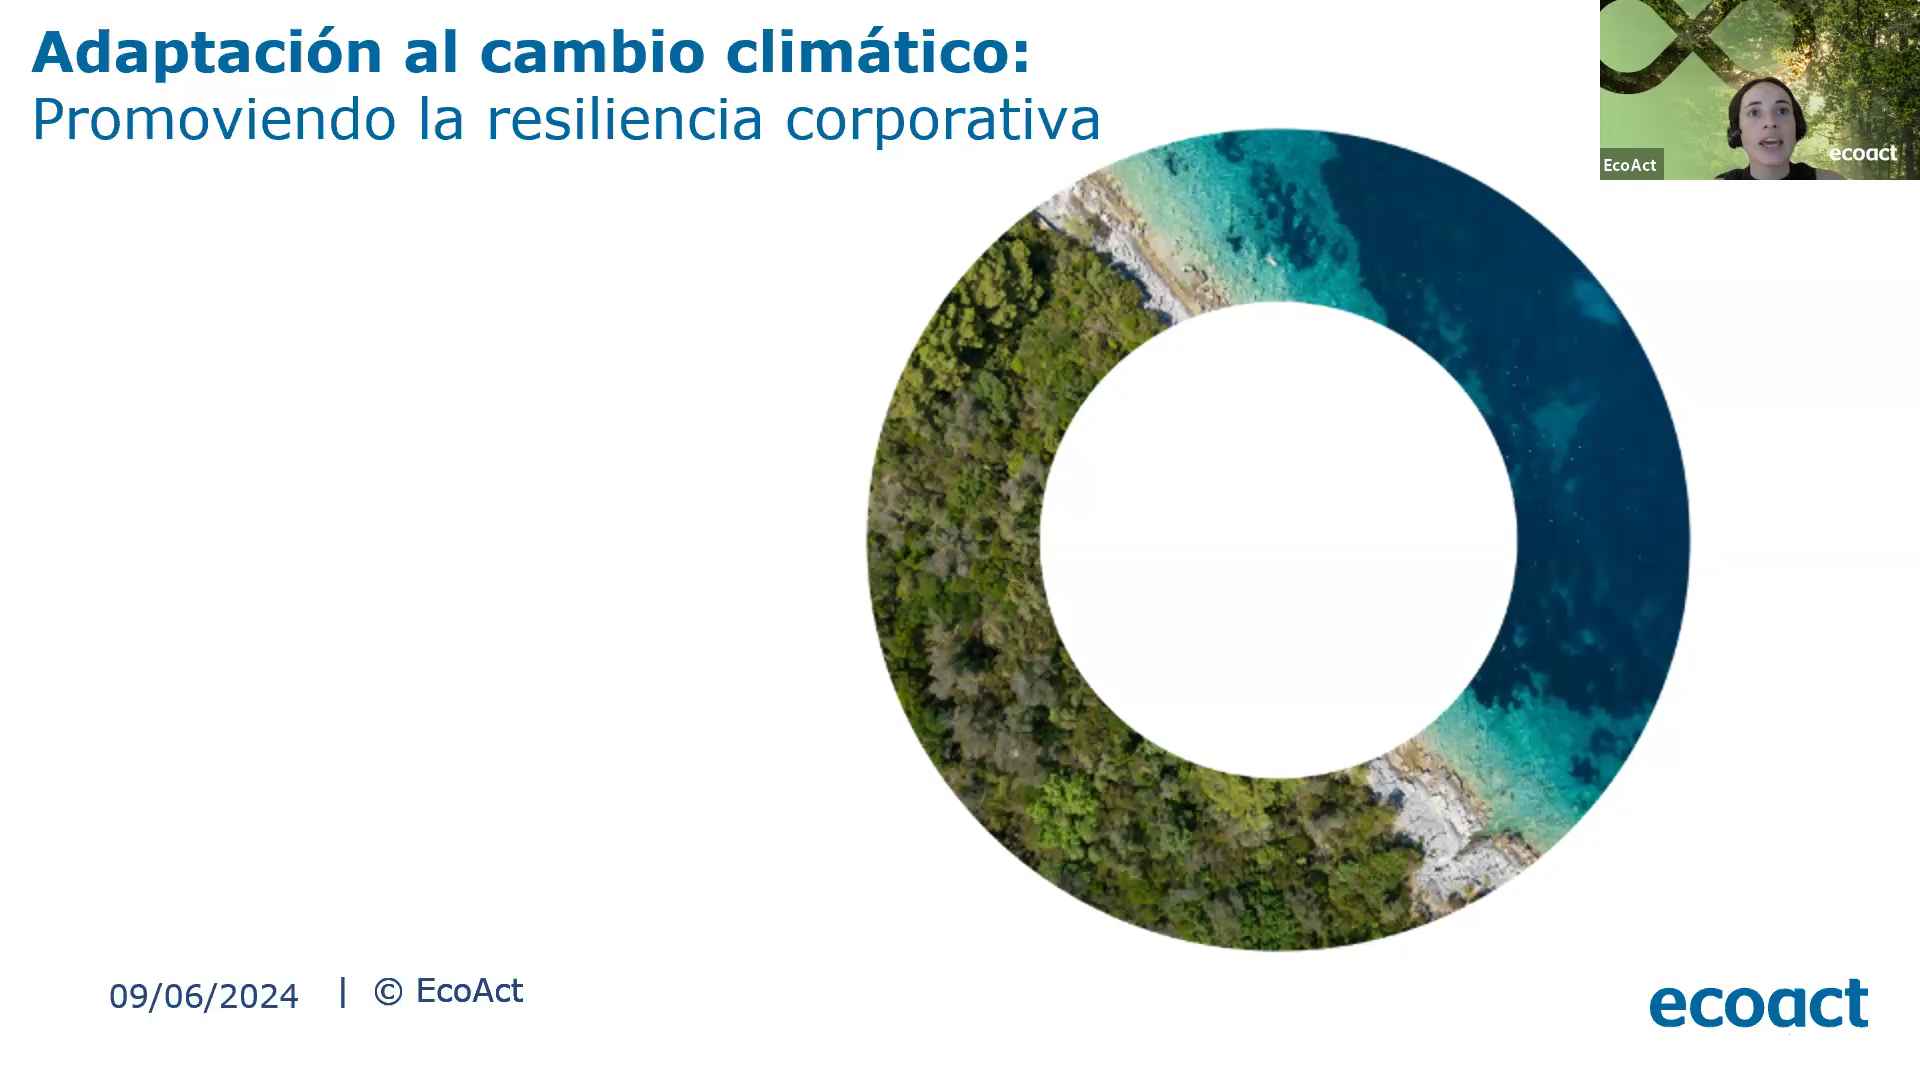 Adaptación al cambio climático:
Promoviendo la resiliencia corporativa
ecoact
EcoAct
09/06/2024 | © EcoAct
ecoact